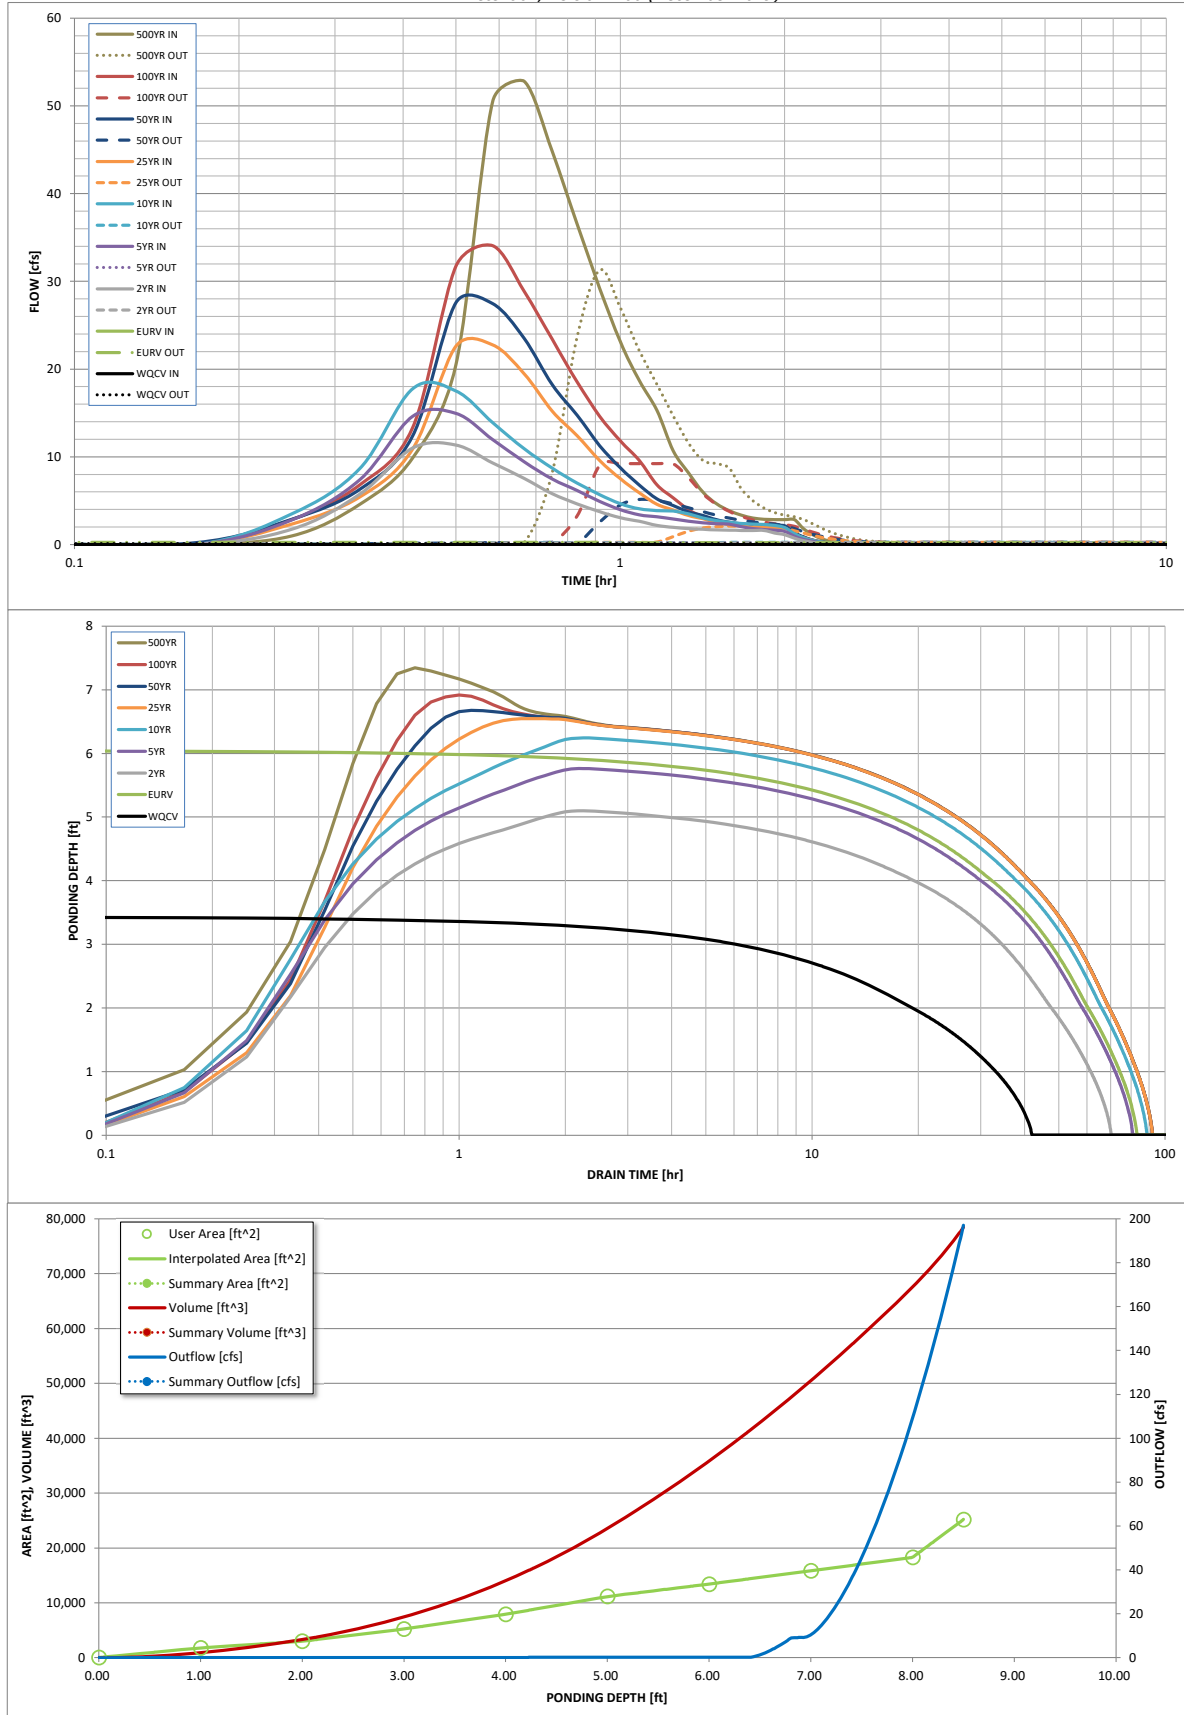 60
50
40
30
20
10
0
FLOW [cfs]
500YR IN
500YR OUT
100YR IN
100YR OUT
50YR IN
50YR OUT
25YR IN
25YR OUT
10YR IN
10YR OUT
5YR IN
5YR OUT
2YR IN
2YR OUT
EURV IN
EURV OUT
WQCV IN
WQCV OUT
0.1 1 10
TIME [hr]
8
7
6
5
4
3
2
1
0
PONDING DEPTH [ft]
500YR
100YR
50YR
25YR
10YR
5YR
2YR
EURV
WQCV
0.1 1 10 100
DRAIN TIME [hr]
80,000
70,000
60,000
50,000
40,000
30,000
20,000
10,000
0
AREA [ft^2], VOLUME [ft^3]
User Area [ft^2]
Interpolated Area [ft^2]
Summary Area [ft^2]
Volume [ft^3]
Summary Volume [ft^3]
Outflow [cfs]
Summary Outflow [cfs]
200
180
160
140
120
100
80
60
40
20
0
OUTFLOW [cfs]
0.00 1.00 2.00 3.00 4.00 5.00 6.00 7.00 8.00 9.00 10.00
PONDING DEPTH [ft]